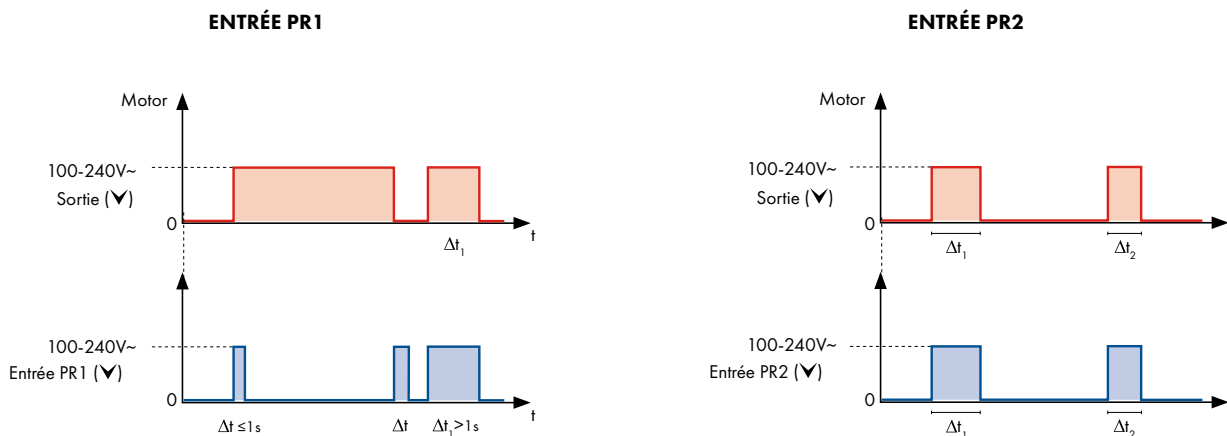 ENTRÉE PR1
Motor
100-240V~
Sortie (⮟)
0
t
Δt₁
100-240V~
Entrée PR1 (⮟)
0
t
Δt ≤1s
Δt
Δt₁>1s
ENTRÉE PR2
Motor
100-240V~
Sortie (⮟)
0
Δt₁
Δt₂
100-240V~
Entrée PR2 (⮟)
0
Δt₁
Δt₂